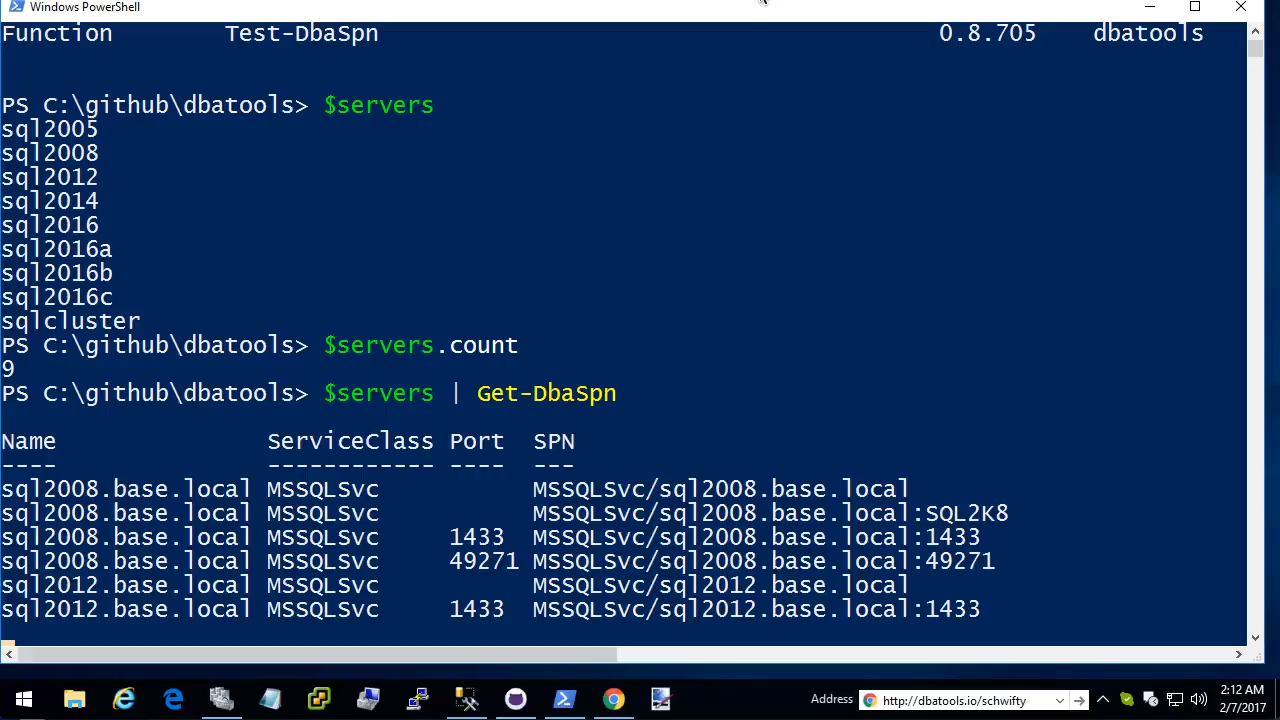 Windows PowerShell
Function Test-DbaSpn 0.8.705 dbatools
PS C:\github\dbatools> $servers
sql2005
sql2008
sql2012
sql2014
sql2016
sql2016a
sql2016b
sql2016c
sqlcluster
PS C:\github\dbatools> $servers.count
9
PS C:\github\dbatools> $servers | Get-DbaSpn
Name ServiceClass Port SPN
---- ------------ ---- ---
sql2008.base.local MSSQLSvc MSSQLSvc/sql2008.base.local
sql2008.base.local MSSQLSvc MSSQLSvc/sql2008.base.local:SQL2K8
sql2008.base.local MSSQLSvc 1433 MSSQLSvc/sql2008.base.local:1433
sql2008.base.local MSSQLSvc 49271 MSSQLSvc/sql2008.base.local:49271
sql2012.base.local MSSQLSvc MSSQLSvc/sql2012.base.local
sql2012.base.local MSSQLSvc 1433 MSSQLSvc/sql2012.base.local:1433
Address http://dbatools.io/schwifty
2:12 AM
2/7/2017